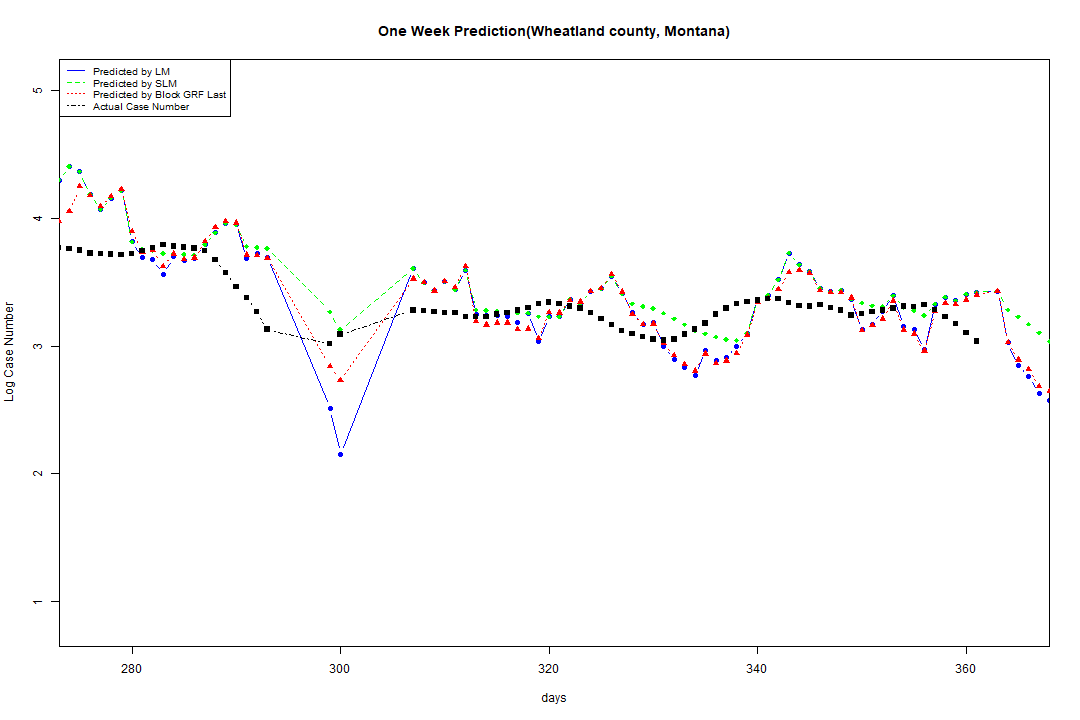 One Week Prediction(Wheatland county, Montana)
Predicted by LM
Predicted by SLM
Predicted by Block GRF Last
Actual Case Number
5
4
3
2
1
Log Case Number
280 300 320 340 360
days